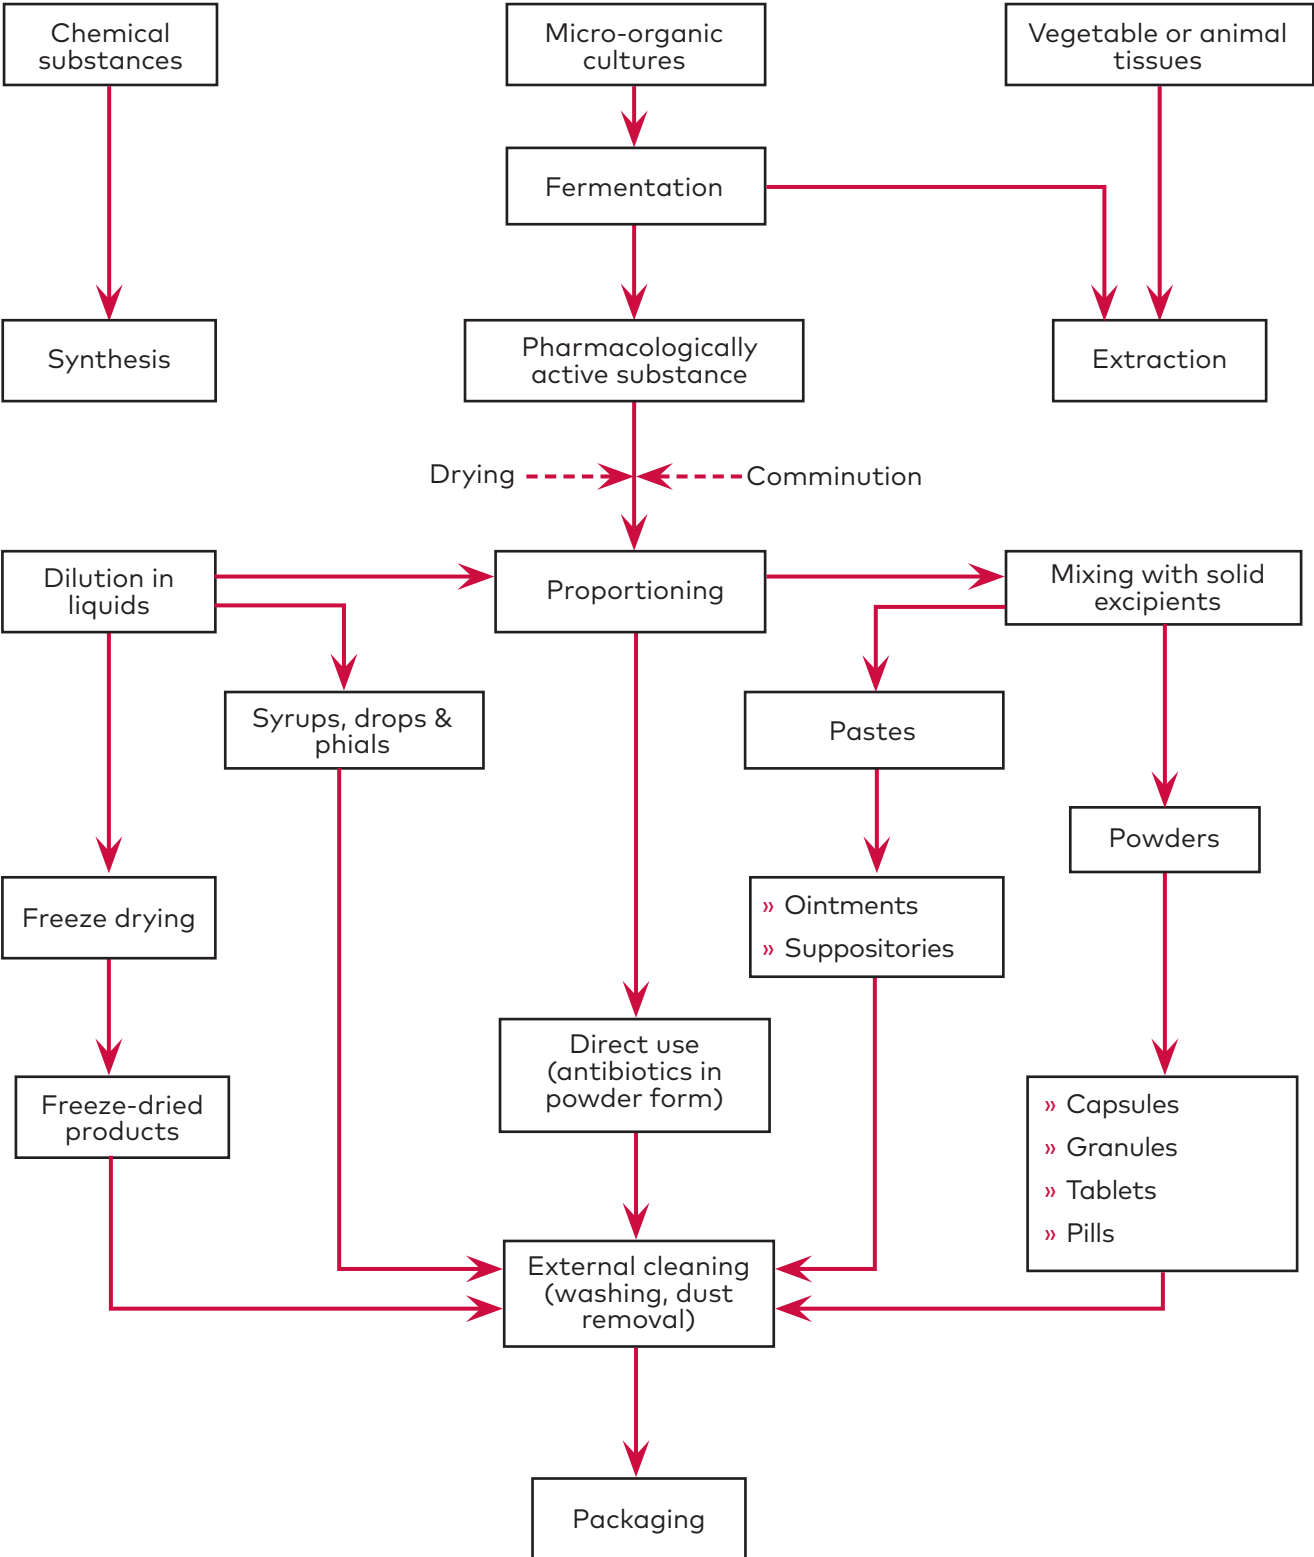 Chemical
substances
Micro-organic
cultures
Vegetable or animal
tissues
Fermentation
Synthesis
Pharmacologically
active substance
Extraction
Drying
Comminution
Dilution in
liquids
Proportioning
Mixing with solid
excipients
Syrups, drops &
phials
Pastes
Powders
Freeze drying
» Ointments
» Suppositories
Direct use
(antibiotics in
powder form)
Freeze-dried
products
» Capsules
» Granules
» Tablets
» Pills
External cleaning
(washing, dust
removal)
Packaging